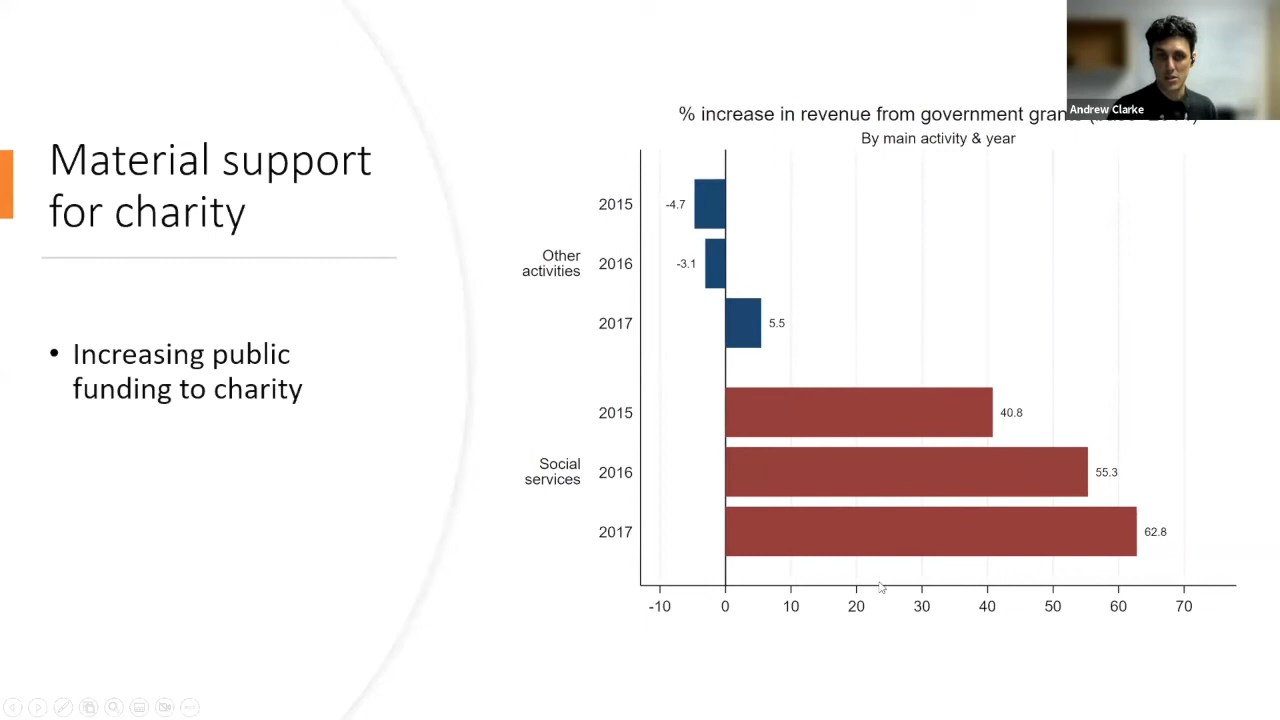 Andrew Clarke
% increase in revenue from government grants
By main activity & year
Material support
for charity
• Increasing public
funding to charity
2015
-4.7
Other
activities
2016
-3.1
2017
5.5
2015
40.8
Social
services
2016
55.3
2017
62.8
-10 0 10 20 30 40 50 60 70